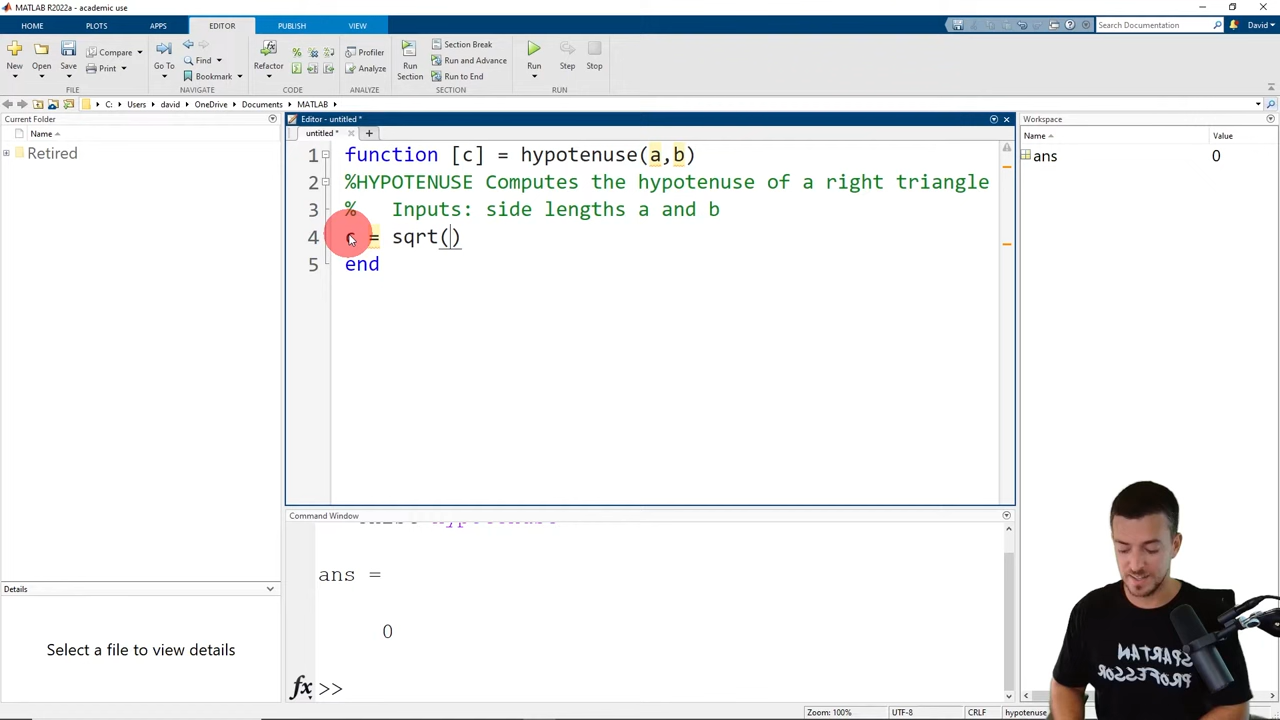 MATLAB R2022a - academic use
HOME PLOTS APPS EDITOR PUBLISH VIEW
Search Documentation
David
New Open Save Compare Print
Go To Find Bookmark
Refactor
Profiler Analyze
Run Section
Section Break
Run and Advance
Run to End
Run Step Stop
FILE NAVIGATE CODE ANALYZE SECTION RUN
C: Users david OneDrive Documents MATLAB
Current Folder
Name
Retired
Details
Select a file to view details
Editor - untitled *
untitled *
1 function [c] = hypotenuse(a,b)
2 %HYPOTENUSE Computes the hypotenuse of a right triangle
3 % Inputs: side lengths a and b
4 c = sqrt()
5 end
Command Window
ans =
0
fx >>
Workspace
Name Value
ans 0
SPARTAN
PROFESSOR
Zoom: 100% UTF-8 CRLF hypotenuse